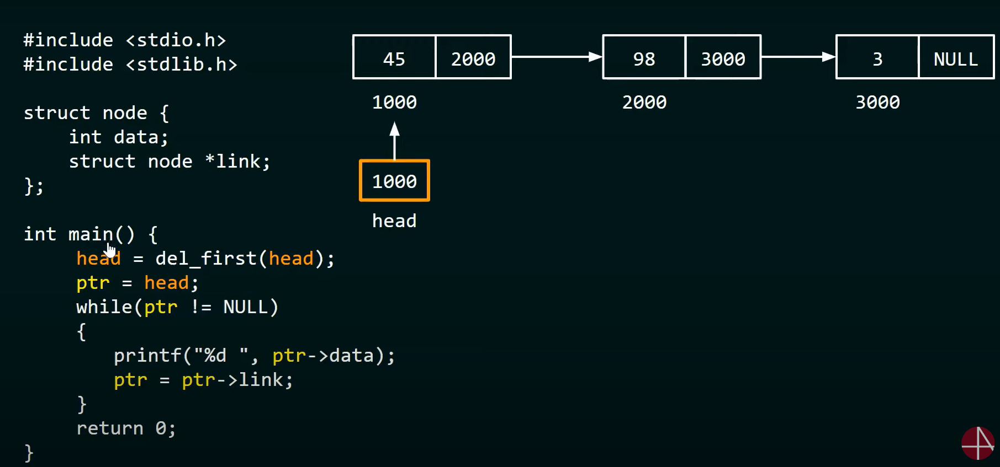 #include <stdio.h>
#include <stdlib.h>
struct node {
int data;
struct node *link;
};
int main() {
head = del_first(head);
ptr = head;
while(ptr != NULL)
{
printf("%d ", ptr->data);
ptr = ptr->link;
}
return 0;
}
45 2000 98 3000 3 NULL
1000 2000 3000
1000
head